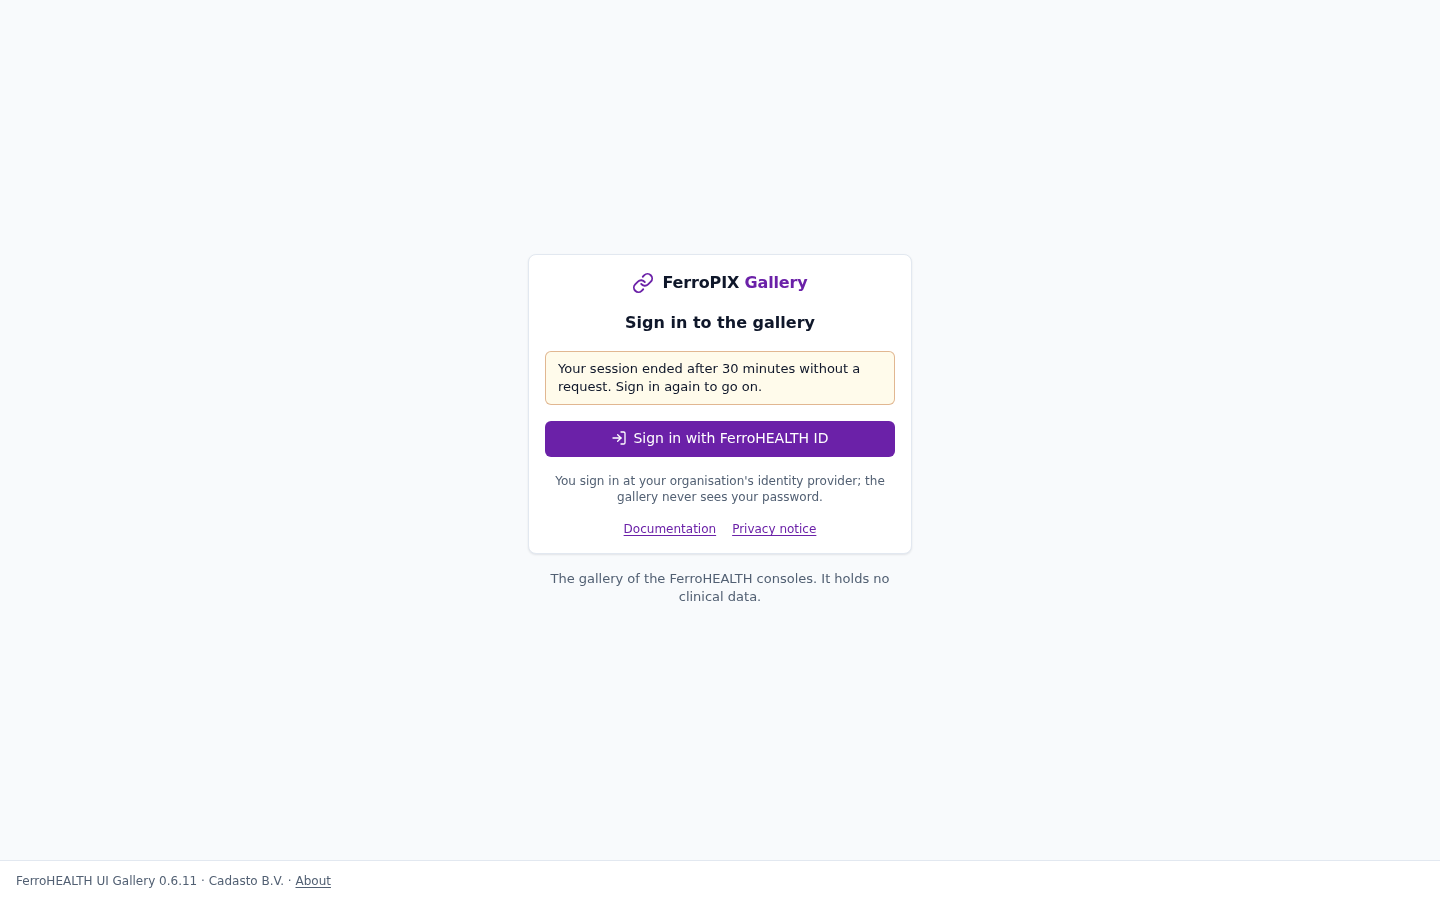 FerroPIX Gallery
Sign in to the gallery
Your session ended after 30 minutes without a
request. Sign in again to go on.
Sign in with FerroHEALTH ID
You sign in at your organisation's identity provider; the
gallery never sees your password.
Documentation Privacy notice
The gallery of the FerroHEALTH consoles. It holds no
clinical data.
FerroHEALTH UI Gallery 0.6.11 · Cadasto B.V. · About